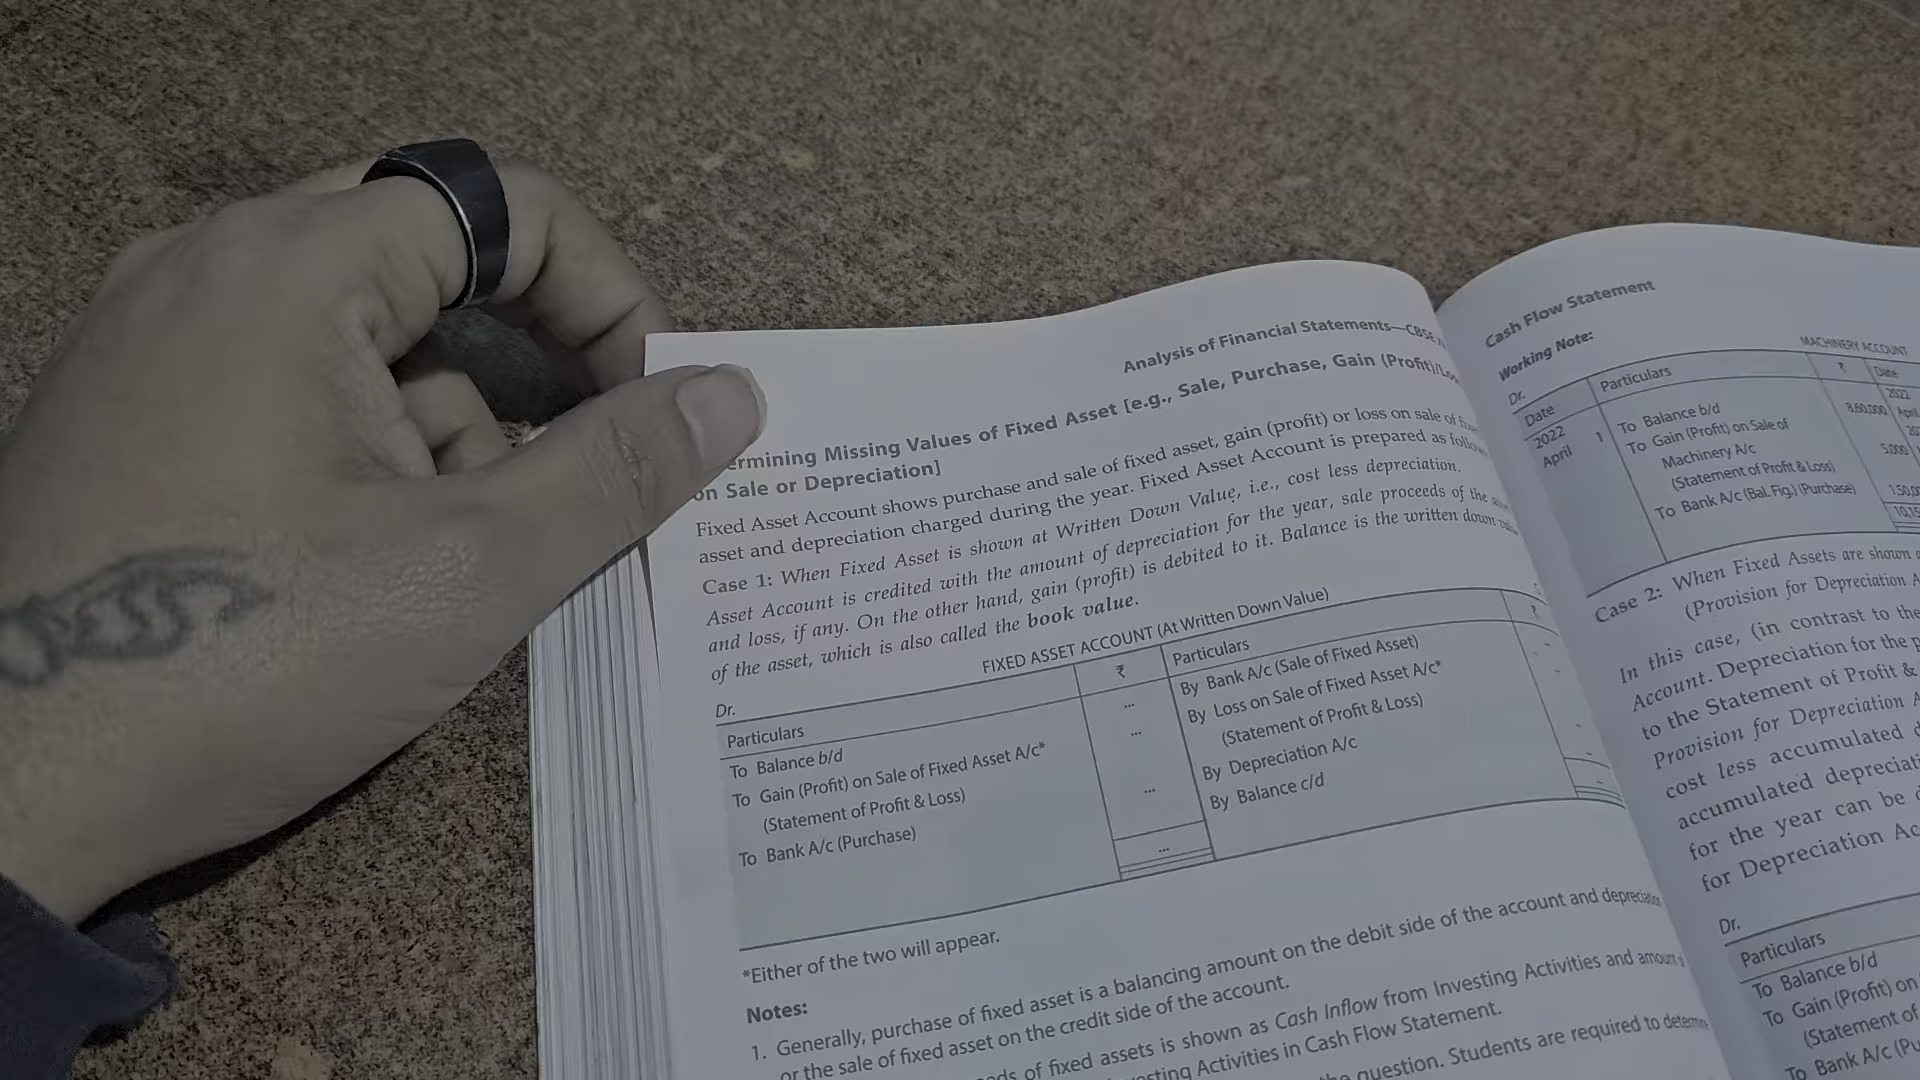 Analysis of Financial Statements—CBSE
ermining Missing Values of Fixed Asset [e.g., Sale, Purchase, Gain (Profit)/
on Sale or Depreciation]
Fixed Asset Account shows purchase and sale of fixed asset, gain (profit) or loss on sale of
asset and depreciation charged during the year. Fixed Asset Account is prepared as
Case 1: When Fixed Asset is shown at Written Down Value, i.e., cost less depreciation.
Asset Account is credited with the amount of depreciation for the year, sale proceeds of the
and loss, if any. On the other hand, gain (profit) is debited to it. Balance is the written down
of the asset, which is also called the book value.
FIXED ASSET ACCOUNT (At Written Down Value)
Dr.
Particulars ₹ Particulars ₹
To Balance b/d ... By Bank A/c (Sale of Fixed Asset)
To Gain (Profit) on Sale of Fixed Asset A/c* ... By Loss on Sale of Fixed Asset A/c*
(Statement of Profit & Loss) (Statement of Profit & Loss)
To Bank A/c (Purchase) ... By Depreciation A/c
By Balance c/d
...
*Either of the two will appear.
Notes:
1. Generally, purchase of fixed asset is a balancing amount on the debit side of the account and
or the sale of fixed asset on the credit side of the account.
of fixed assets is shown as Cash Inflow from Investing Activities and amount
Activities in Cash Flow Statement.
question. Students are required to
Cash Flow Statement
Working Note:
MACHINERY ACCOUNT
Dr.
Date Particulars ₹ Date
2022 2022
April 1 To Balance b/d 8,60,000 April
To Gain (Profit) on Sale of
Machinery A/c
(Statement of Profit & Loss) 5,000
To Bank A/c (Bal. Fig.) (Purchase)
Case 2: When Fixed Assets are shown
(Provision for Depreciation
In this case, (in contrast to the
Account. Depreciation for the
to the Statement of Profit &
Provision for Depreciation
cost less accumulated
accumulated
for the year can be
for Depreciation
Dr.
Particulars
To Balance b/d
To Gain (Profit) on
(Statement of
To Bank A/c